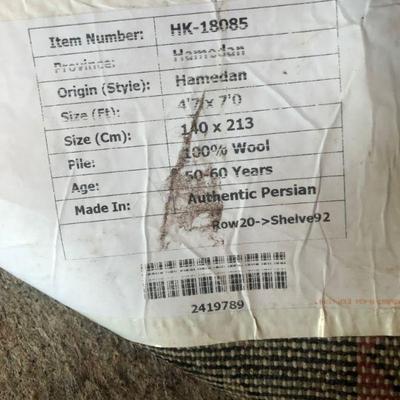 Item Number: HK-18085
Province: Hamedan
Origin (Style): Hamedan
Size (Ft): 4'7 x 7'0
Size (Cm): 140 x 213
Pile: 100% Wool
Age: 50-60 Years
Made In: Authentic Persian
Row20->Shelve92
2419789